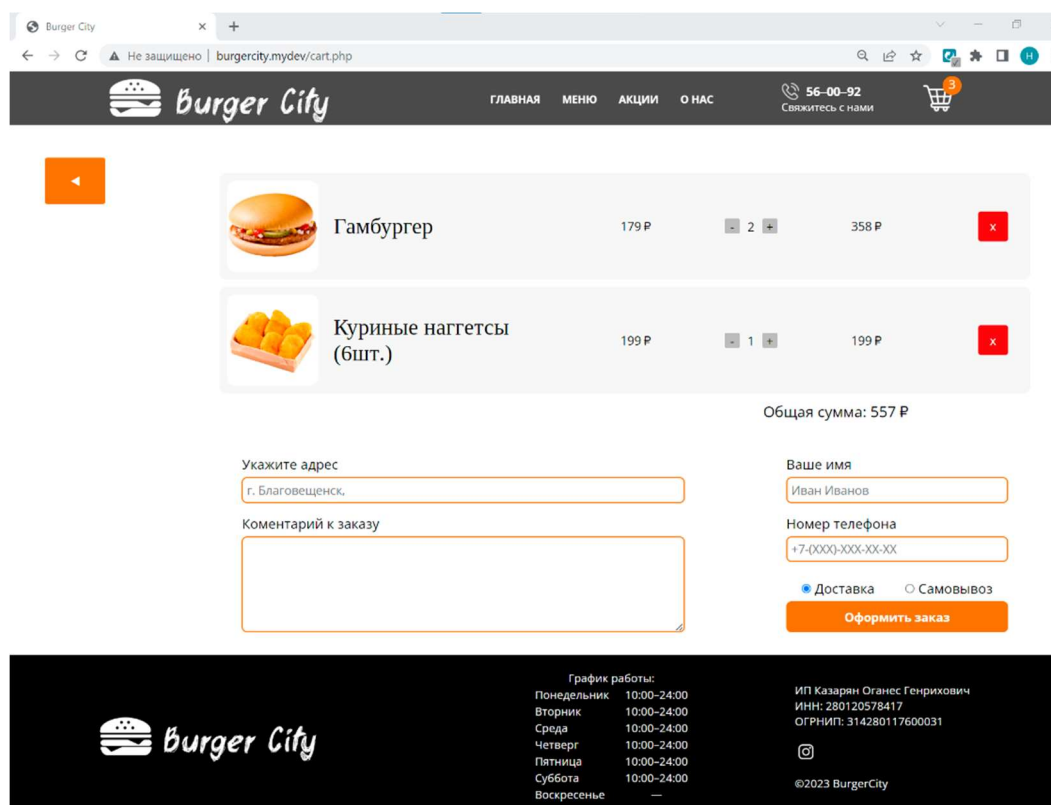 Burger City
Не защищено | burgercity.mydev/cart.php
H
Burger City
ГЛАВНАЯ МЕНЮ АКЦИИ О НАС
56–00–92
Свяжитесь с нами
3
Гамбургер 179 ₽ - 2 + 358 ₽ x
Куриные наггетсы
(6шт.)
199 ₽ - 1 + 199 ₽ x
Общая сумма: 557 ₽
Укажите адрес
г. Благовещенск,
Коментарий к заказу
Ваше имя
Иван Иванов
Номер телефона
+7-(XXX)-XXX-XX-XX
Доставка Самовывоз
Оформить заказ
Burger City
График работы:
Понедельник 10:00–24:00
Вторник 10:00–24:00
Среда 10:00–24:00
Четверг 10:00–24:00
Пятница 10:00–24:00
Суббота 10:00–24:00
Воскресенье —
ИП Казарян Оганес Генрихович
ИНН: 280120578417
ОГРНИП: 314280117600031
©2023 BurgerCity